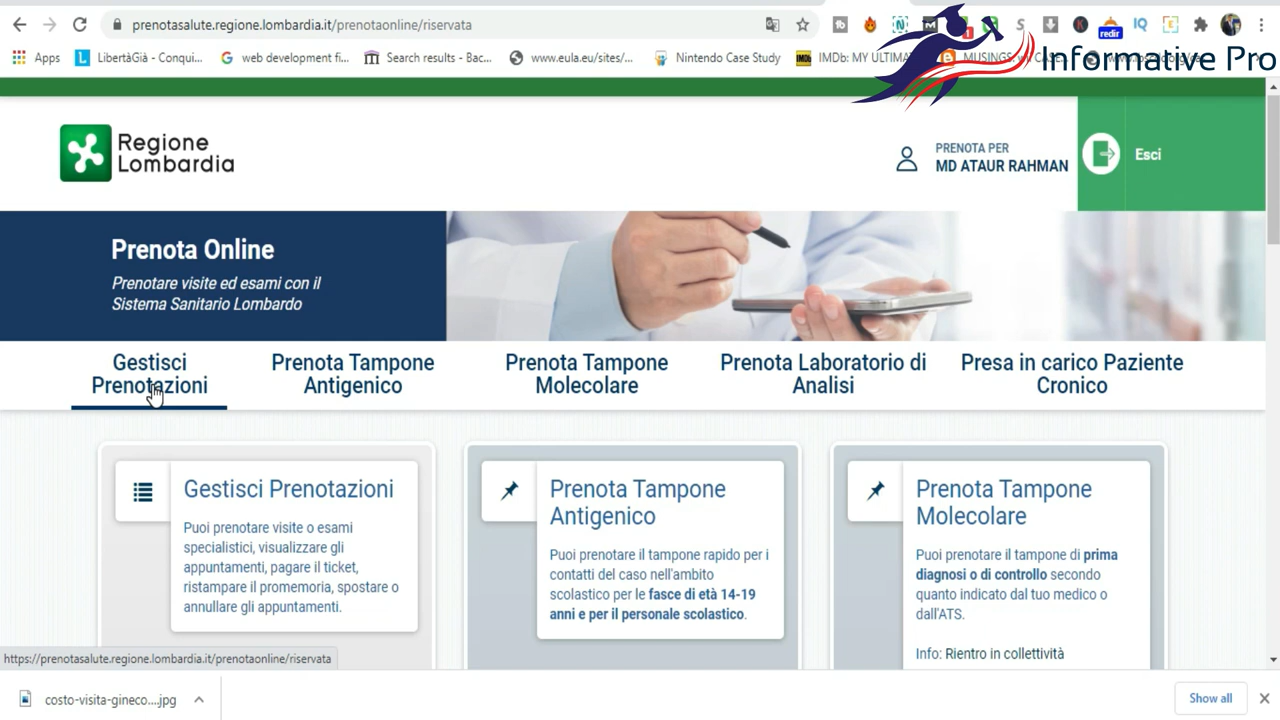 prenotasalute.regione.lombardia.it/prenotaonline/riservata
Apps
LibertàGià - Conqui...
web development fi...
Search results - Bac...
www.eula.eu/sites/...
Nintendo Case Study
IMDb: MY ULTIMA
Informative Pro
Regione
Lombardia
PRENOTA PER
MD ATAUR RAHMAN
Esci
Prenota Online
Prenotare visite ed esami con il
Sistema Sanitario Lombardo
Gestisci
Prenotazioni
Prenota Tampone
Antigenico
Prenota Tampone
Molecolare
Prenota Laboratorio di
Analisi
Presa in carico Paziente
Cronico
Gestisci Prenotazioni
Puoi prenotare visite o esami
specialistici, visualizzare gli
appuntamenti, pagare il ticket,
ristampare il promemoria, spostare o
annullare gli appuntamenti.
Prenota Tampone
Antigenico
Puoi prenotare il tampone rapido per i
contatti del caso nell'ambito
scolastico per le fasce di età 14-19
anni e per il personale scolastico.
Prenota Tampone
Molecolare
Puoi prenotare il tampone di prima
diagnosi o di controllo secondo
quanto indicato dal tuo medico o
dall'ATS.
Info: Rientro in collettività
https://prenotasalute.regione.lombardia.it/prenotaonline/riservata
costo-visita-gineco....jpg
Show all